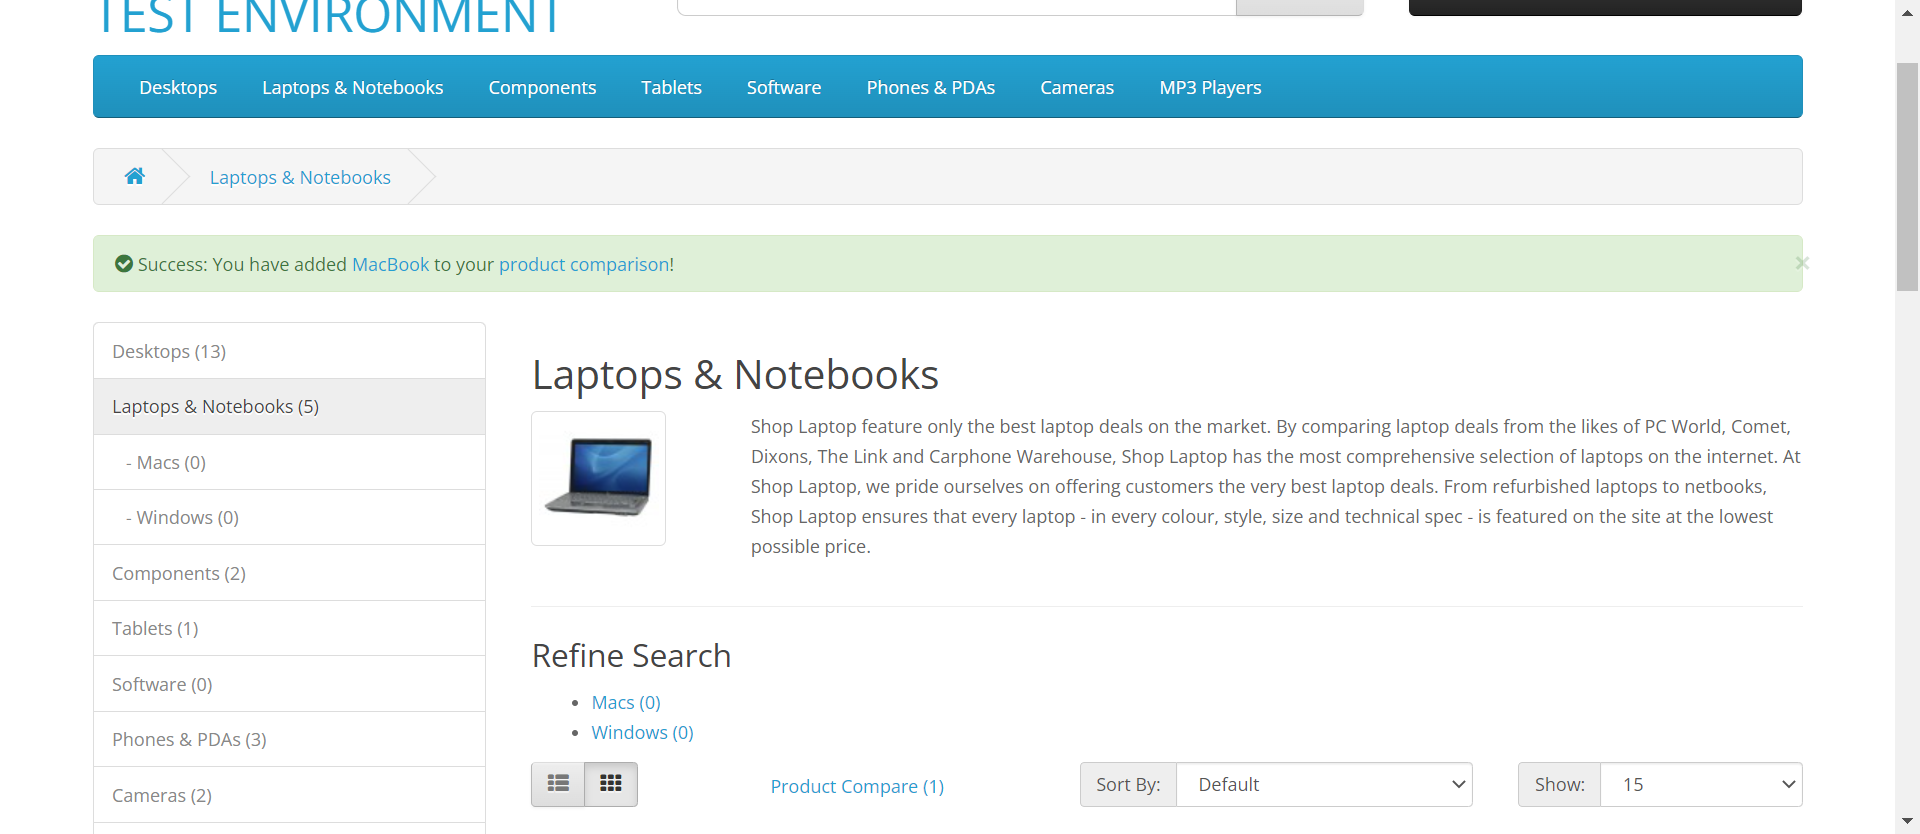 TEST ENVIRONMENT
Desktops Laptops & Notebooks Components Tablets Software Phones & PDAs Cameras MP3 Players
Laptops & Notebooks
Success: You have added MacBook to your product comparison!
×
Desktops (13)
Laptops & Notebooks (5)
- Macs (0)
- Windows (0)
Components (2)
Tablets (1)
Software (0)
Phones & PDAs (3)
Cameras (2)
Laptops & Notebooks
Shop Laptop feature only the best laptop deals on the market. By comparing laptop deals from the likes of PC World, Comet,
Dixons, The Link and Carphone Warehouse, Shop Laptop has the most comprehensive selection of laptops on the internet. At
Shop Laptop, we pride ourselves on offering customers the very best laptop deals. From refurbished laptops to netbooks,
Shop Laptop ensures that every laptop - in every colour, style, size and technical spec - is featured on the site at the lowest
possible price.
Refine Search
• Macs (0)
• Windows (0)
Product Compare (1) Sort By: Default Show: 15